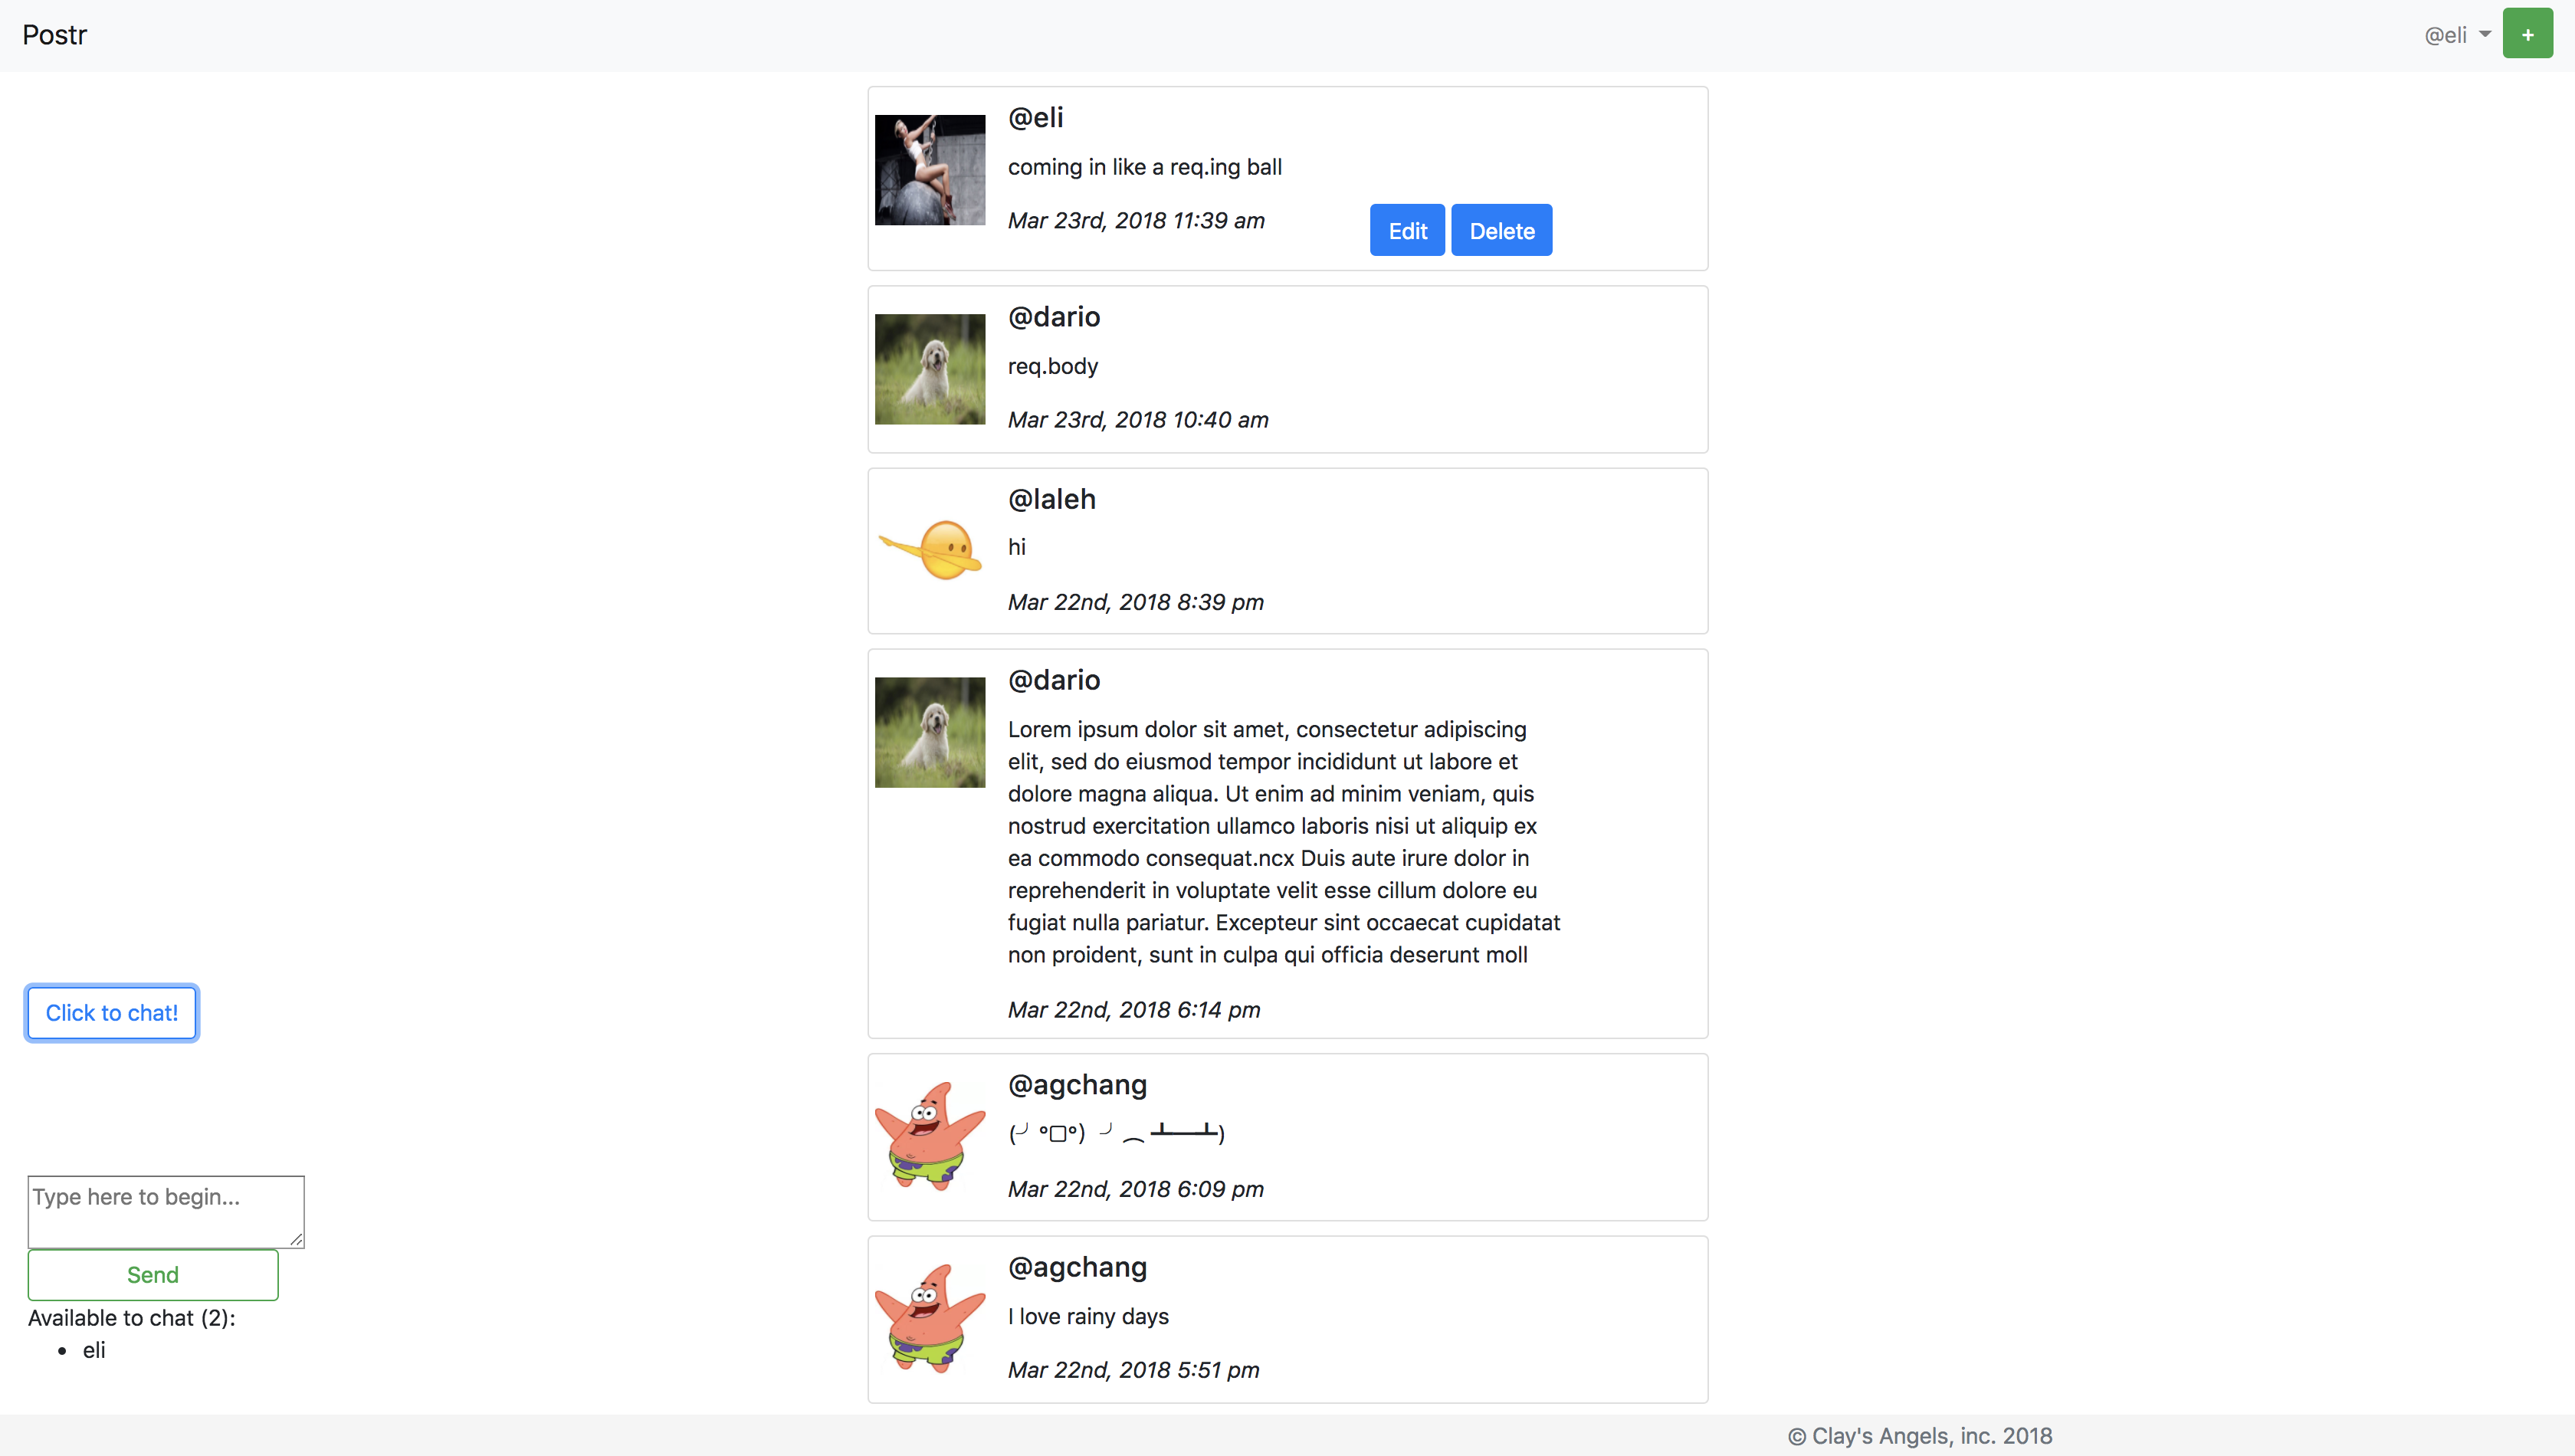 Postr
@eli
+
@eli
coming in like a req.ing ball
Mar 23rd, 2018 11:39 am
Edit
Delete
@dario
req.body
Mar 23rd, 2018 10:40 am
@laleh
hi
Mar 22nd, 2018 8:39 pm
@dario
Lorem ipsum dolor sit amet, consectetur adipiscing
elit, sed do eiusmod tempor incididunt ut labore et
dolore magna aliqua. Ut enim ad minim veniam, quis
nostrud exercitation ullamco laboris nisi ut aliquip ex
ea commodo consequat.ncx Duis aute irure dolor in
reprehenderit in voluptate velit esse cillum dolore eu
fugiat nulla pariatur. Excepteur sint occaecat cupidatat
non proident, sunt in culpa qui officia deserunt moll
Mar 22nd, 2018 6:14 pm
@agchang
(╯°□°)╯︵ ┻━┻)
Mar 22nd, 2018 6:09 pm
@agchang
I love rainy days
Mar 22nd, 2018 5:51 pm
Click to chat!
Type here to begin...
Send
Available to chat (2):
• eli
© Clay's Angels, inc. 2018